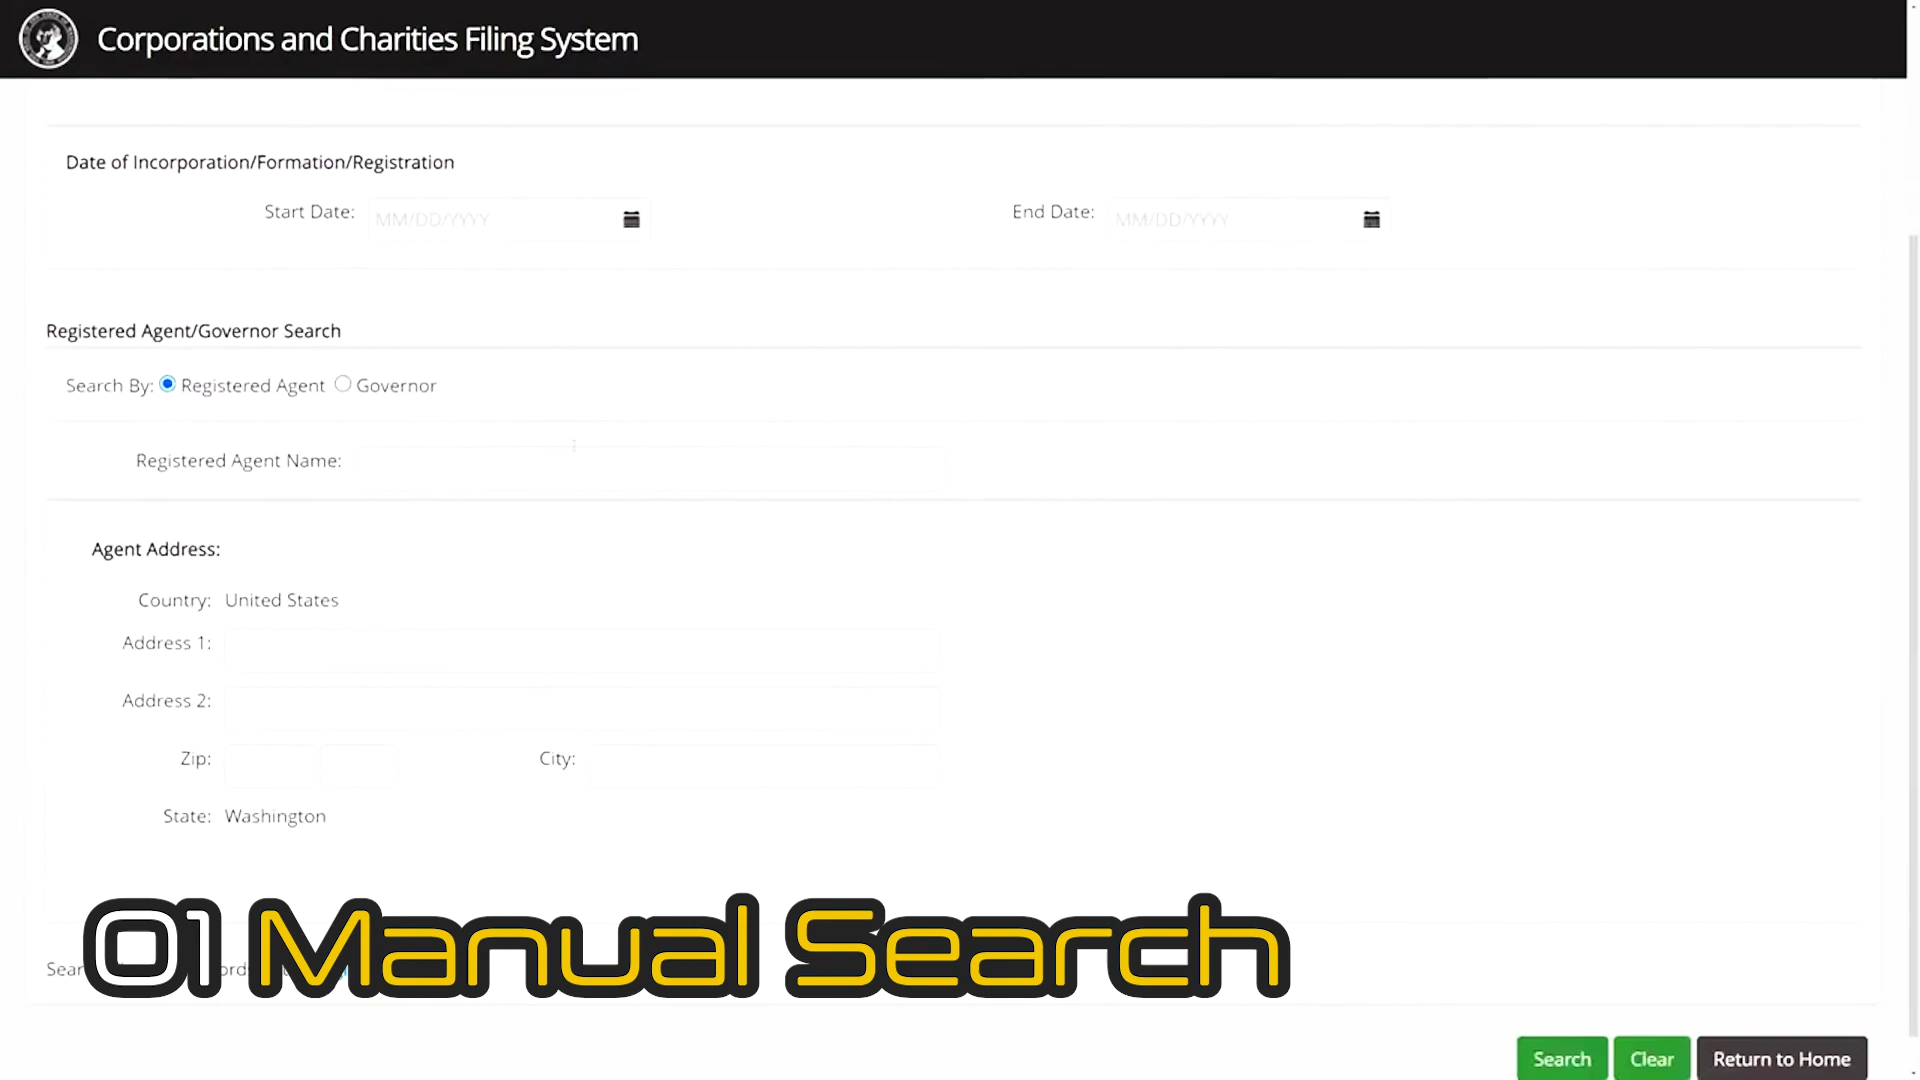 Corporations and Charities Filing System
Date of Incorporation/Formation/Registration
Start Date: MM/DD/YYYY End Date: MM/DD/YYYY
Registered Agent/Governor Search
Search By: Registered Agent Governor
Registered Agent Name:
Agent Address:
Country: United States
Address 1:
Address 2:
Zip: City:
State: Washington
01 Manual Search
Search Clear Return to Home